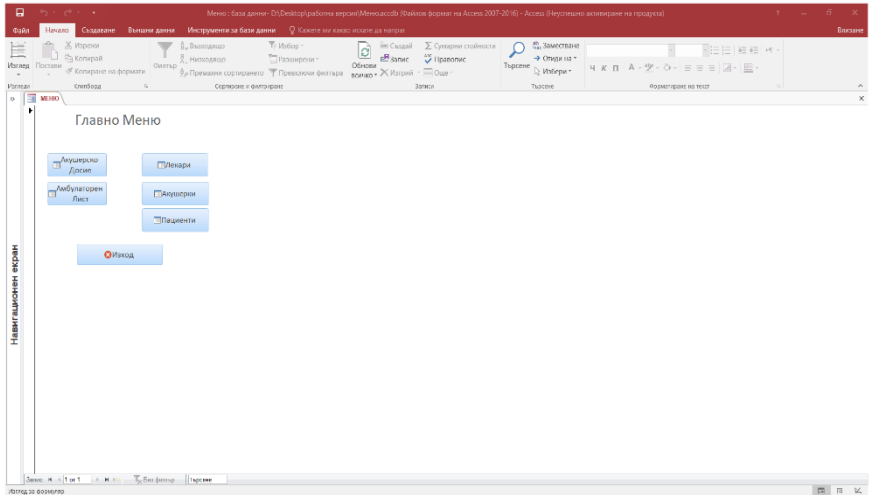 Меню : база данни- D:\Desktop\работна версия\Меню.accdb (Файлов формат на Access 2007-2016) - Access (Неуспешно активиране на продукта)
Файл Начало Създаване Външни данни Инструменти за бази данни Кажете ми какво искате да направ Влизане
Изглед
Изгледи
Постави
Изрежи
Копирай
Копиране на формати
Клипборд
Филтър
Възходящо
Низходящо
Премахни сортирането
Избор
Разширени
Превключи филтъра
Сортиране и филтриране
Обнови
всичко
Създай
Запис
Изтрий
Сумарни стойности
Правопис
Още
Записи
Търсене
Заместване
Отиди на
Избери
Търсене
Ч К П
Форматиране на текст
МЕНЮ
Главно Меню
Акушерско
Досие
Лекари
Амбулаторен
Лист
Акушерки
Пациенти
Изход
Навигационен екран
Запис: 1 от 1 Без филтър Търсене
Изглед за формуляр